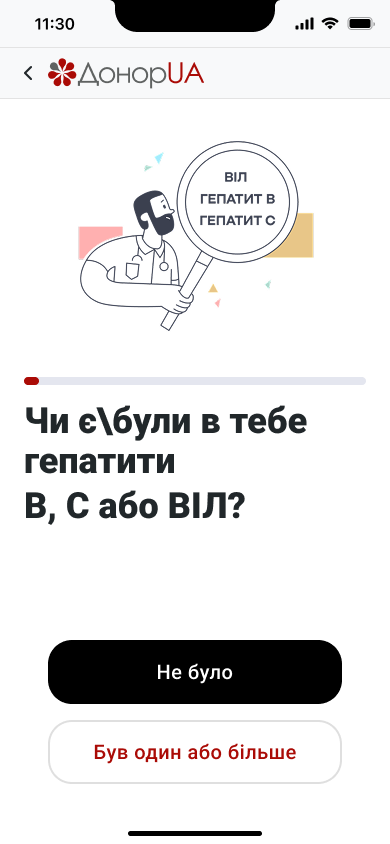 11:30
ДонорUA
ВІЛ
ГЕПАТИТ В
ГЕПАТИТ С
Чи є\були в тебе
гепатити
В, С або ВІЛ?
Не було
Був один або більше